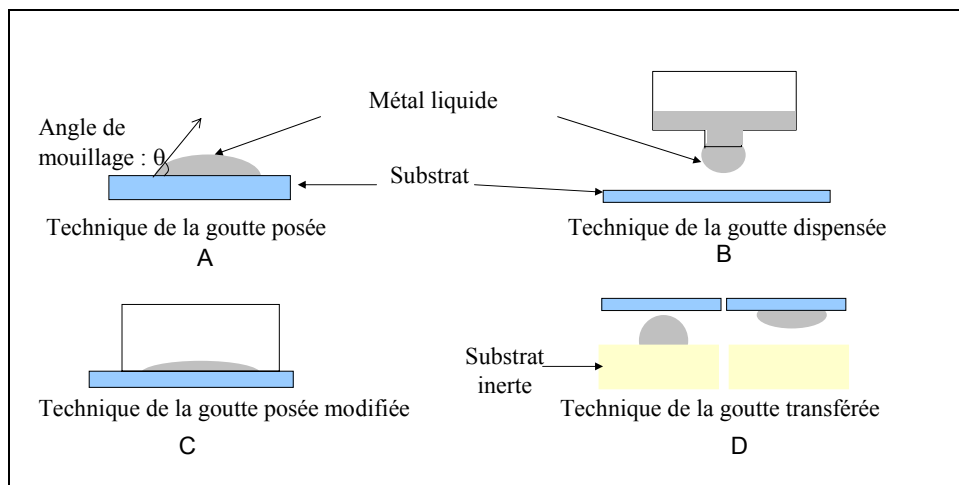 Métal liquide
Angle de
mouillage : θ
Substrat
Technique de la goutte posée
A
Technique de la goutte dispensée
B
Technique de la goutte posée modifiée
C
Substrat
inerte
Technique de la goutte transférée
D